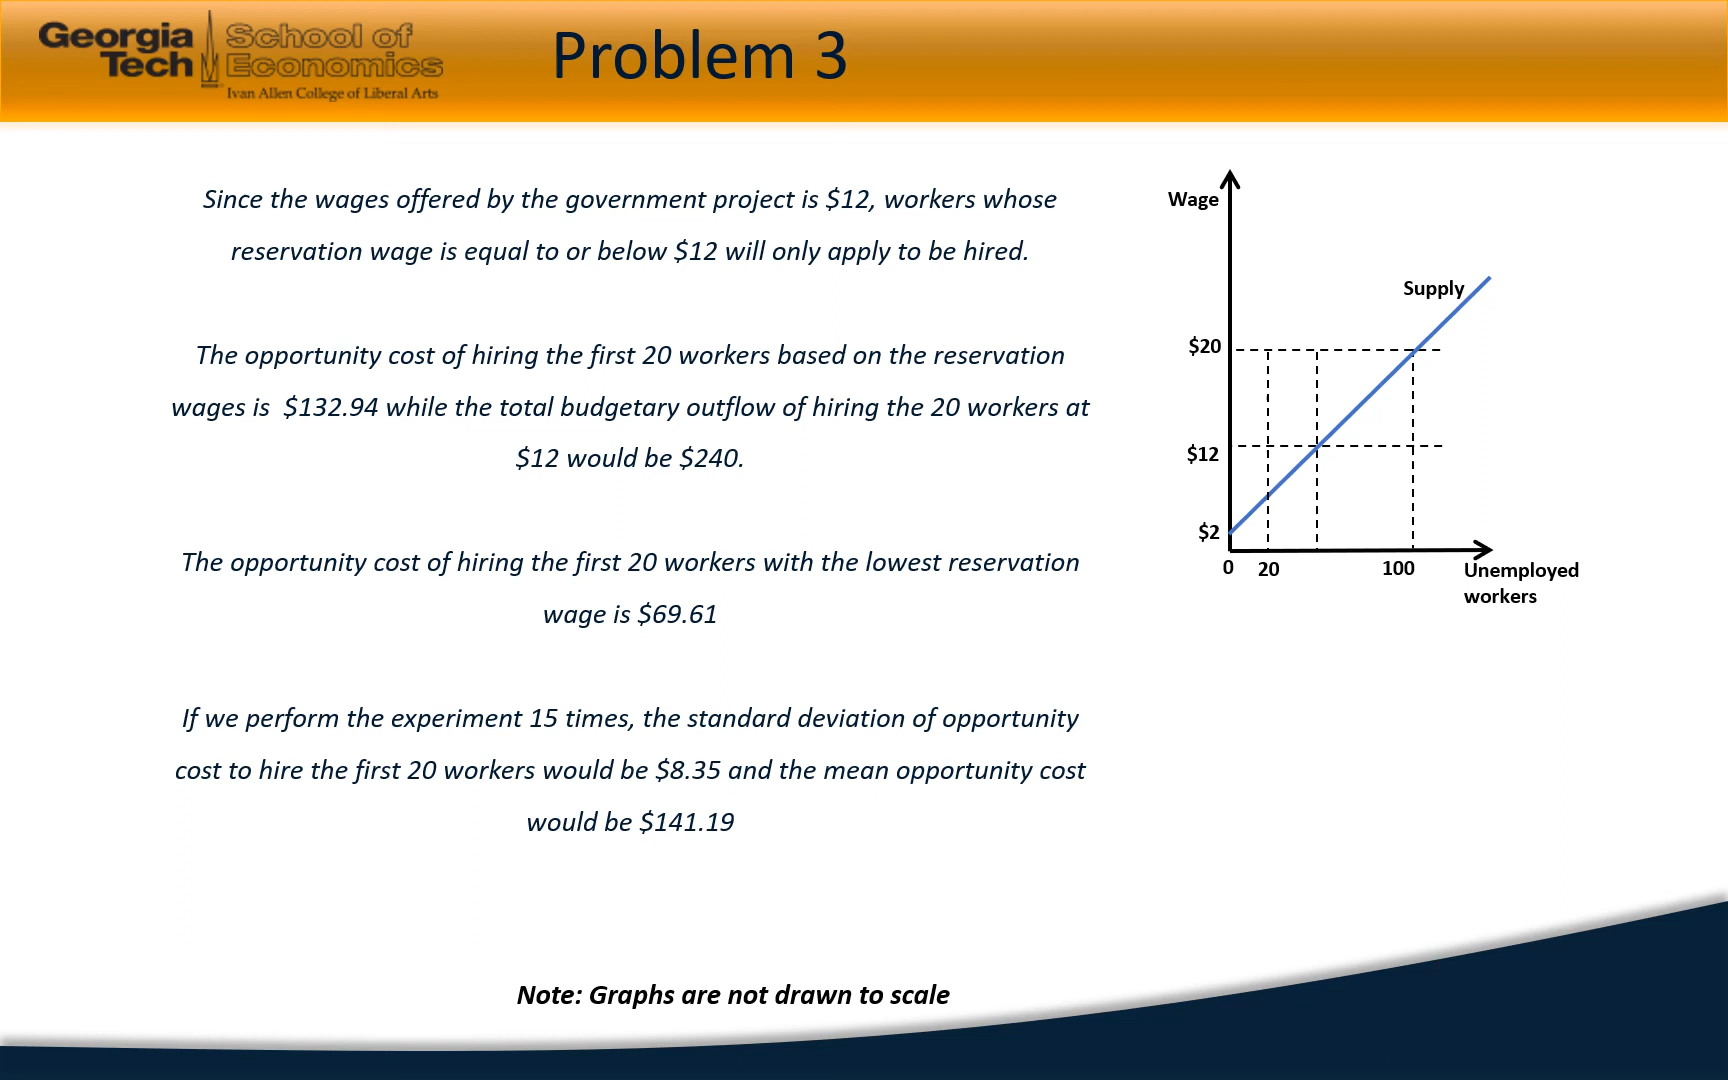 Georgia Tech
School of Economics
Ivan Allen College of Liberal Arts
Problem 3
Since the wages offered by the government project is $12, workers whose
reservation wage is equal to or below $12 will only apply to be hired.
The opportunity cost of hiring the first 20 workers based on the reservation
wages is $132.94 while the total budgetary outflow of hiring the 20 workers at
$12 would be $240.
The opportunity cost of hiring the first 20 workers with the lowest reservation
wage is $69.61
If we perform the experiment 15 times, the standard deviation of opportunity
cost to hire the first 20 workers would be $8.35 and the mean opportunity cost
would be $141.19
Wage
Supply
$20
$12
$2
0 20 100
Unemployed
workers
Note: Graphs are not drawn to scale